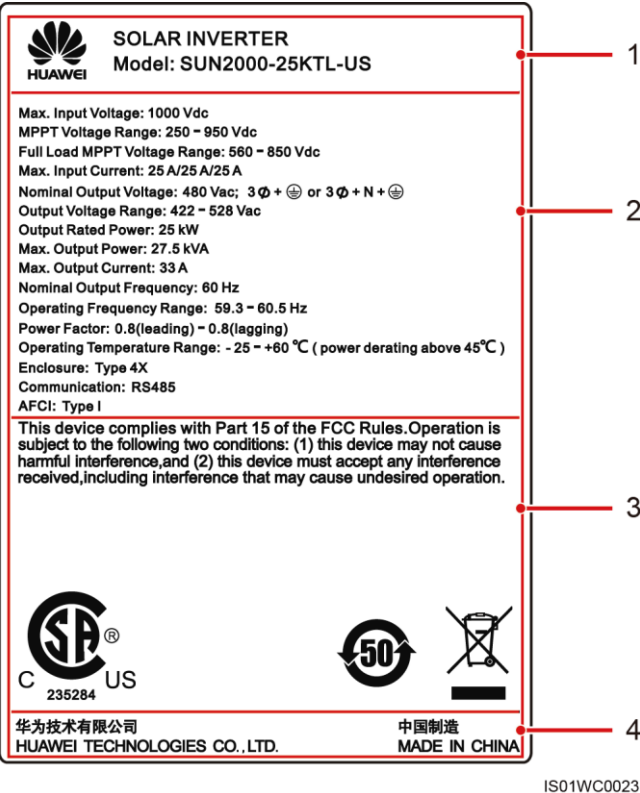 HUAWEI
SOLAR INVERTER
Model: SUN2000-25KTL-US
1
Max. Input Voltage: 1000 Vdc
MPPT Voltage Range: 250 - 950 Vdc
Full Load MPPT Voltage Range: 560 - 850 Vdc
Max. Input Current: 25 A/25 A/25 A
Nominal Output Voltage: 480 Vac; 3 Φ + ⏚ or 3 Φ + N + ⏚
Output Voltage Range: 422 - 528 Vac
Output Rated Power: 25 kW
Max. Output Power: 27.5 kVA
Max. Output Current: 33 A
Nominal Output Frequency: 60 Hz
Operating Frequency Range: 59.3 - 60.5 Hz
Power Factor: 0.8(leading) - 0.8(lagging)
Operating Temperature Range: - 25 - +60 ℃ ( power derating above 45℃ )
Enclosure: Type 4X
Communication: RS485
AFCI: Type I
2
This device complies with Part 15 of the FCC Rules.Operation is
subject to the following two conditions: (1) this device may not cause
harmful interference,and (2) this device must accept any interference
received,including interference that may cause undesired operation.
3
SA ®
C US
235284
50
华为技术有限公司 中国制造
HUAWEI TECHNOLOGIES CO.,LTD. MADE IN CHINA
4
IS01WC0023